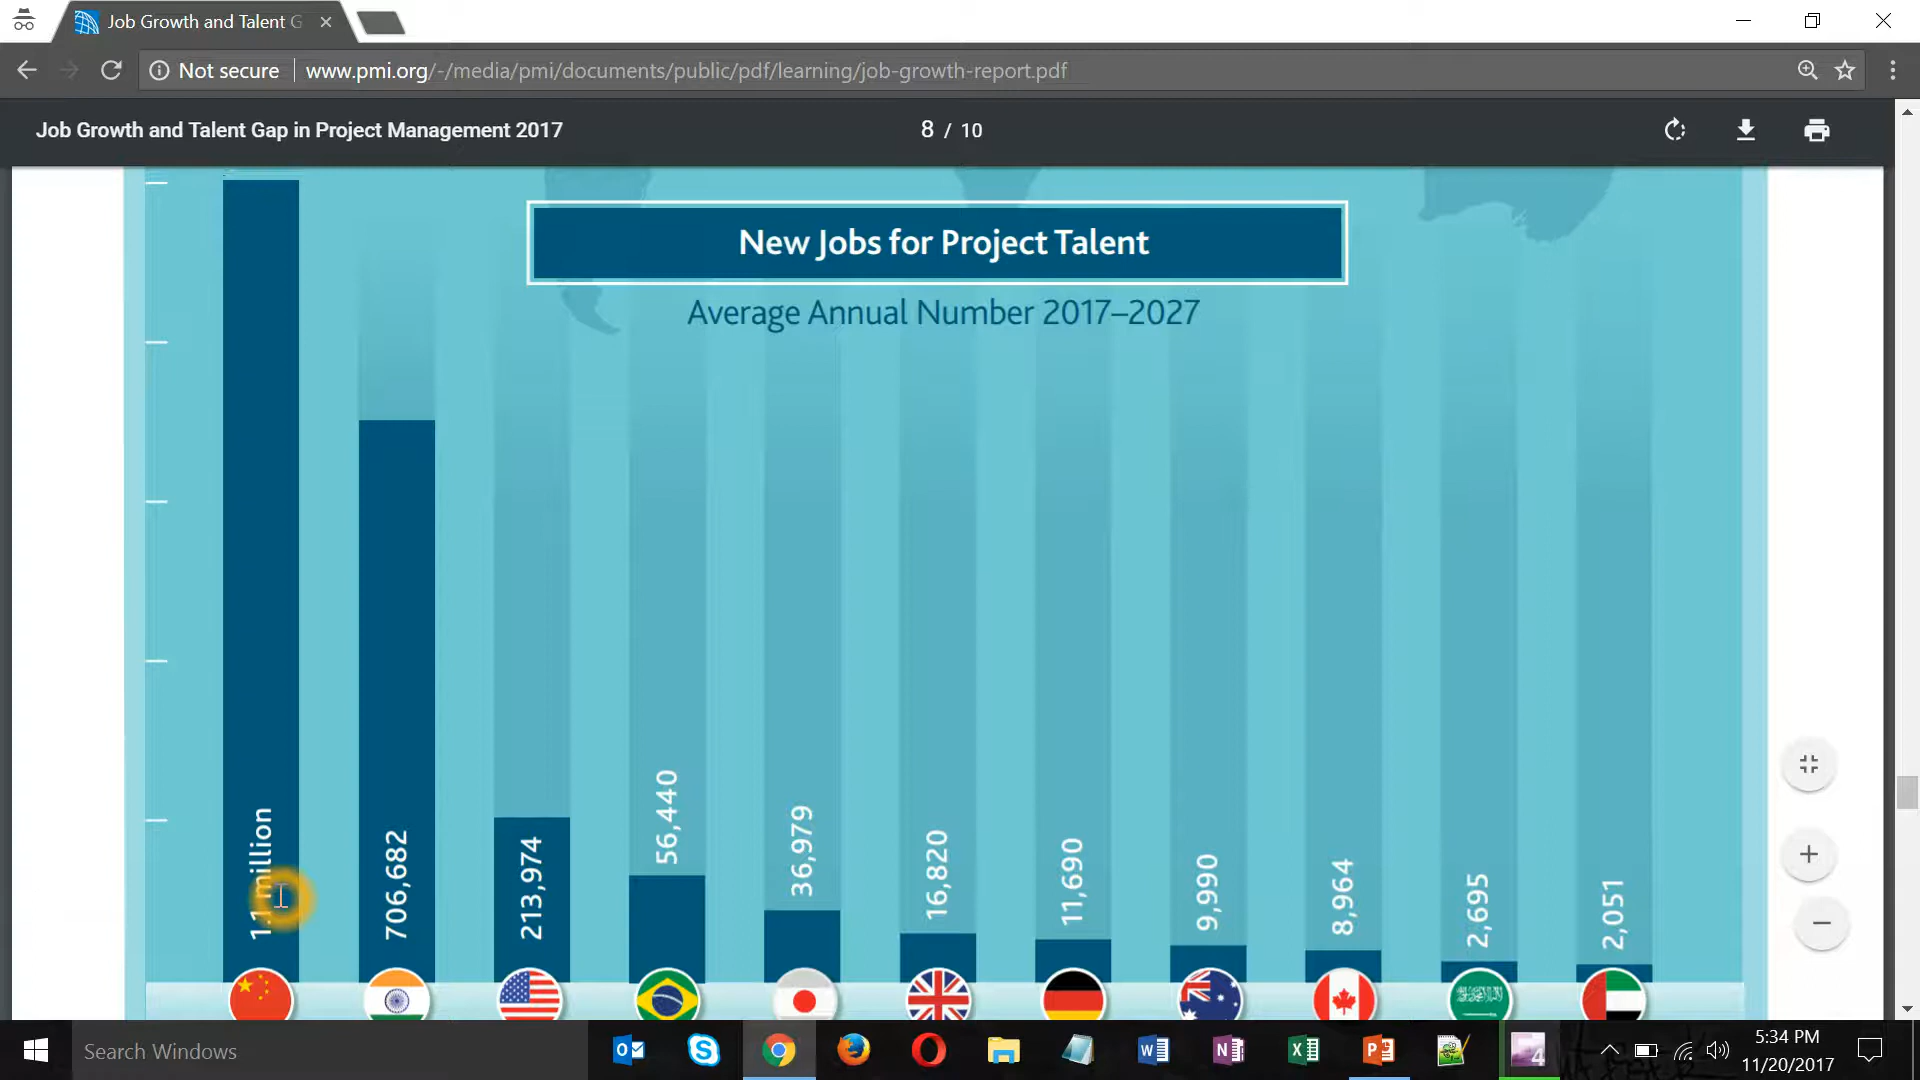 Job Growth and Talent G
Not secure
www.pmi.org/-/media/pmi/documents/public/pdf/learning/job-growth-report.pdf
Job Growth and Talent Gap in Project Management 2017
8 / 10
New Jobs for Project Talent
Average Annual Number 2017–2027
1.1 million
706,682
213,974
56,440
36,979
16,820
11,690
9,990
8,964
2,695
2,051
Search Windows
5:34 PM
11/20/2017